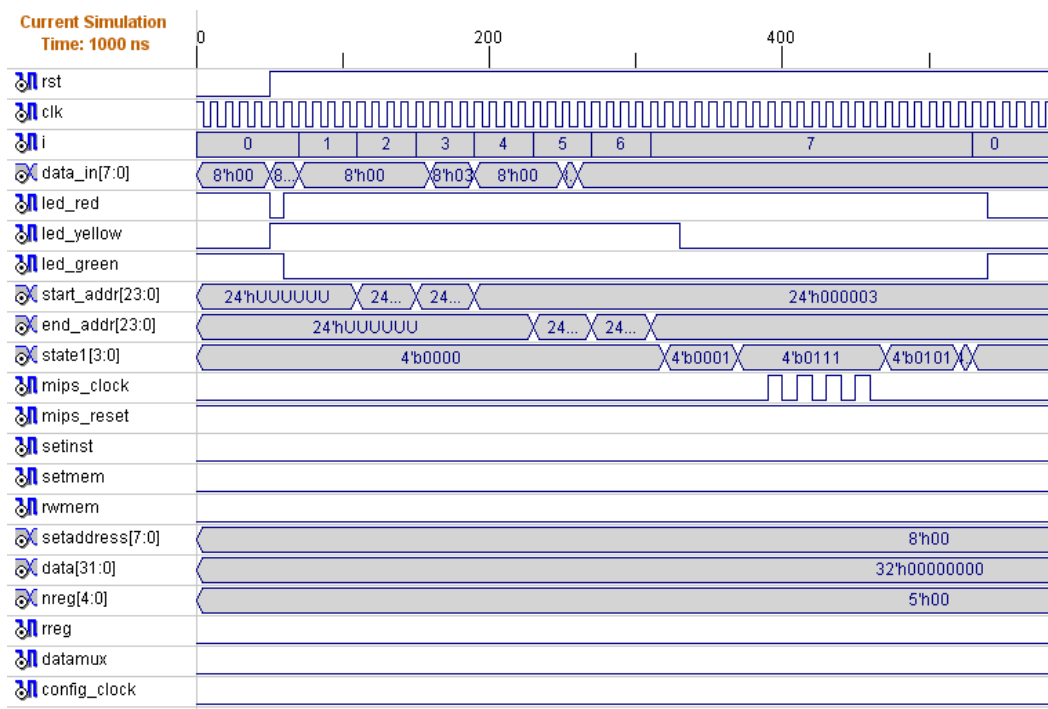 Current Simulation
Time: 1000 ns
0 200 400
rst
clk
i 0 1 2 3 4 5 6 7 0
data_in[7:0] 8'h00 8... 8'h00 8'h03 8'h00
led_red
led_yellow
led_green
start_addr[23:0] 24'hUUUUUU 24... 24... 24'h000003
end_addr[23:0] 24'hUUUUUU 24... 24...
state1[3:0] 4'b0000 4'b0001 4'b0111 4'b0101
mips_clock
mips_reset
setinst
setmem
rwmem
setaddress[7:0] 8'h00
data[31:0] 32'h00000000
nreg[4:0] 5'h00
rreg
datamux
config_clock